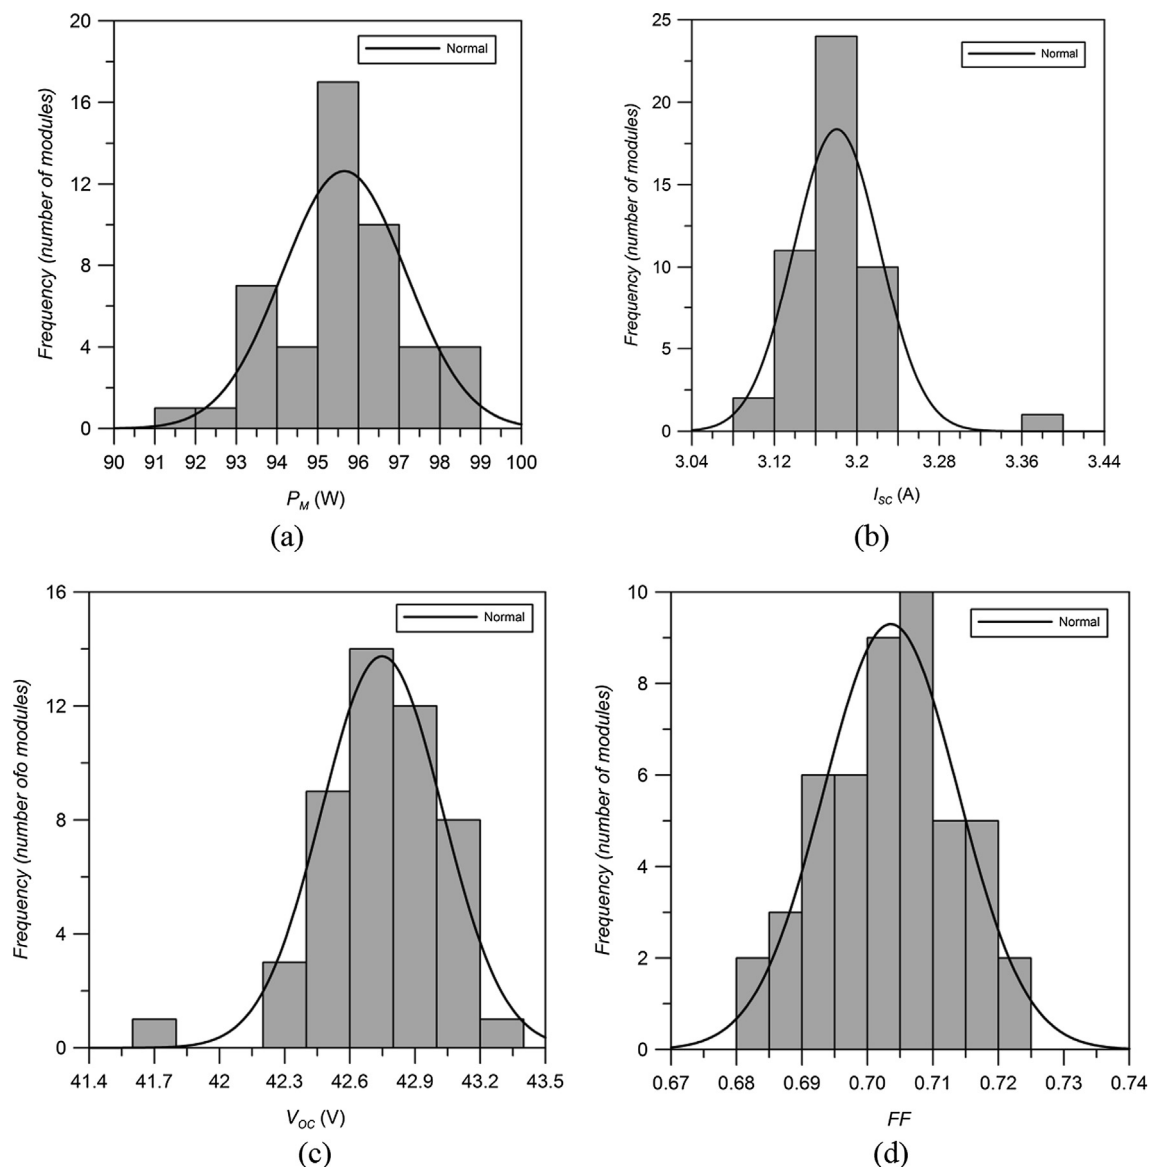 20
16
12
8
4
0
Frequency (number of modules)
Normal
90 91 92 93 94 95 96 97 98 99 100
P_M (W)
(a)
25
20
15
10
5
0
Frequency (number of modules)
Normal
3.04 3.12 3.2 3.28 3.36 3.44
I_SC (A)
(b)
16
12
8
4
0
Frequency (number ofo modules)
Normal
41.4 41.7 42 42.3 42.6 42.9 43.2 43.5
V_OC (V)
(c)
10
8
6
4
2
0
Frequency (number of modules)
Normal
0.67 0.68 0.69 0.70 0.71 0.72 0.73 0.74
FF
(d)